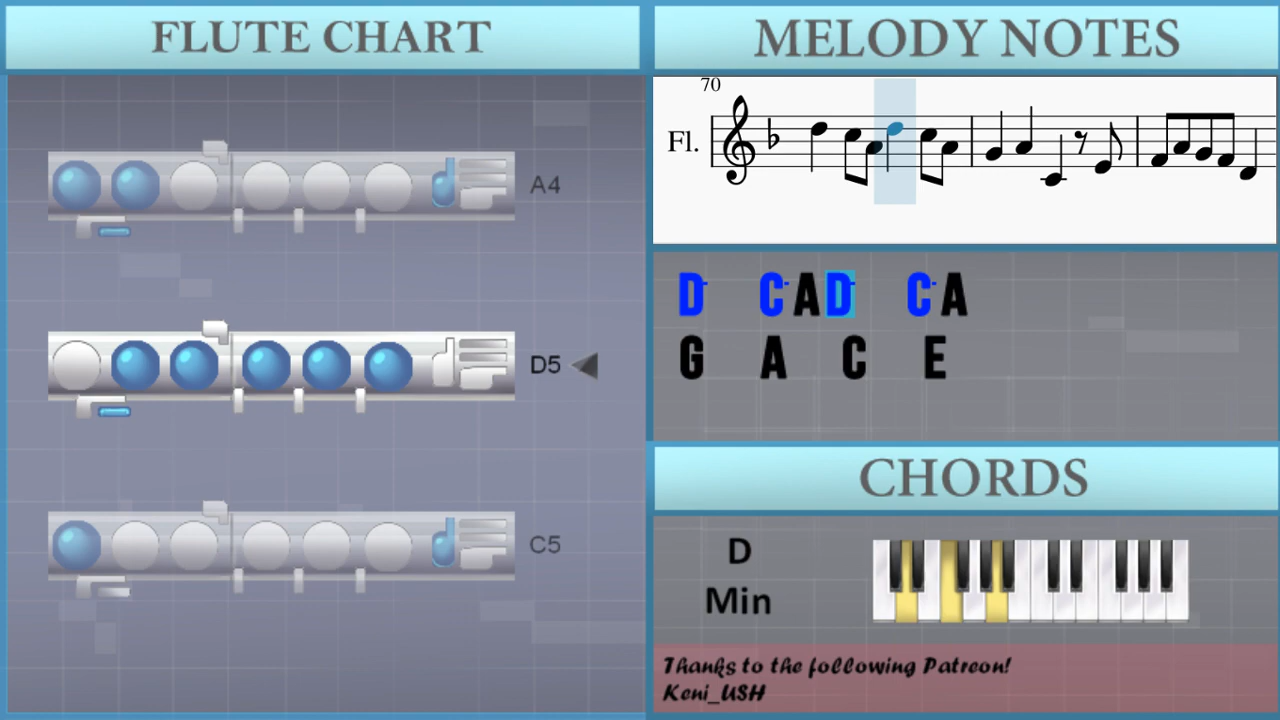 FLUTE CHART
A4
D5
C5
MELODY NOTES
70
Fl.
D C A D C A
G A C E
CHORDS
D
Min
Thanks to the following Patreon!
Keni_USH